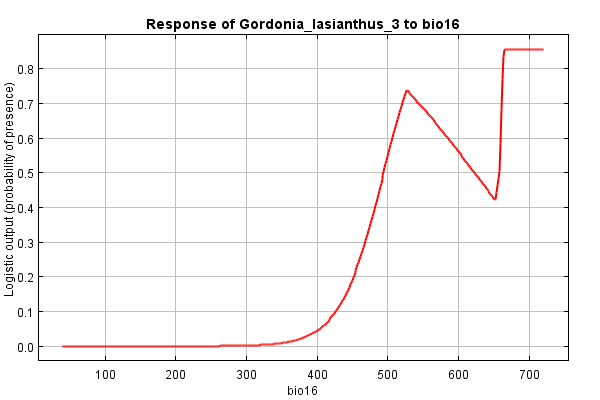 Response of Gordonia_lasianthus_3 to bio16
Logistic output (probability of presence)
0.8
0.7
0.6
0.5
0.4
0.3
0.2
0.1
0.0
100 200 300 400 500 600 700
bio16